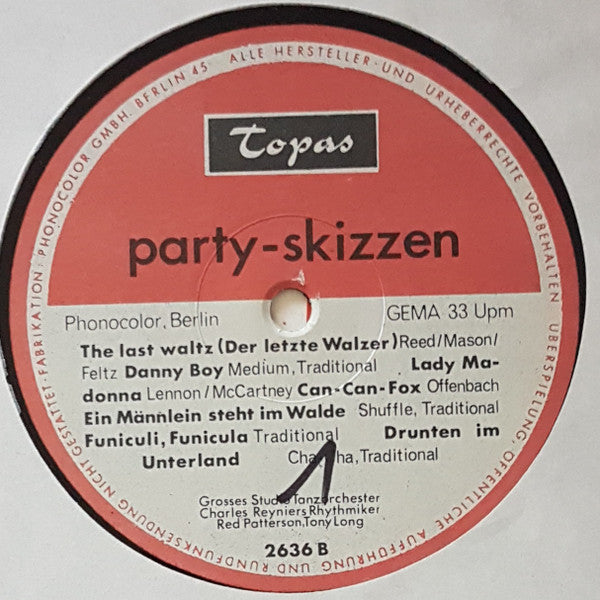 FABRIKATION: PHONOCOLOR GMBH. BERLIN 45 · ALLE HERSTELLER- UND URHEBERRECHTE VORBEHALTEN · ÜBERSPIELUNG, ÖFFENTLICHE AUFFÜHRUNG UND RUNDFUNKSENDUNG NICHT GESTATTET
Topas
party-skizzen
Phonocolor, Berlin GEMA 33 Upm
The last waltz (Der letzte Walzer) Reed/Mason/
Feltz Danny Boy Medium, Traditional Lady Ma-
donna Lennon/McCartney Can-Can-Fox Offenbach
Ein Männlein steht im Walde Shuffle, Traditional
Funiculi, Funicula Traditional Drunten im
Unterland Cha Cha, Traditional
1
Grosses Studio Tanzorchester
Charles Reyniers Rhythmiker
Red Patterson, Tony Long
2636 B